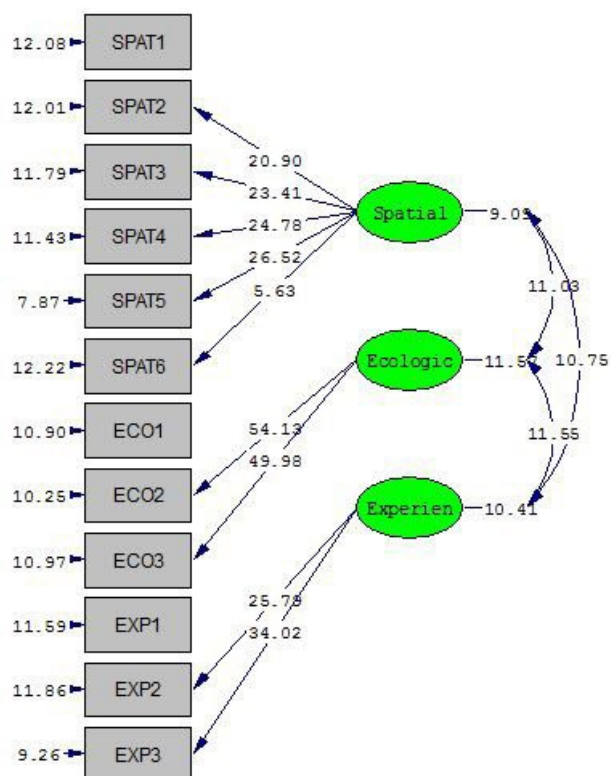 12.08 SPAT1
12.01 SPAT2
20.90
11.79 SPAT3
23.41
Spatial 9.09
11.43 SPAT4
24.78
26.52
7.87 SPAT5
5.63
11.03
12.22 SPAT6
Ecologic 11.57 10.75
10.90 ECO1
54.13
11.55
49.98
10.25 ECO2
Experien 10.41
10.97 ECO3
11.59 EXP1
25.79
34.02
11.86 EXP2
9.26 EXP3